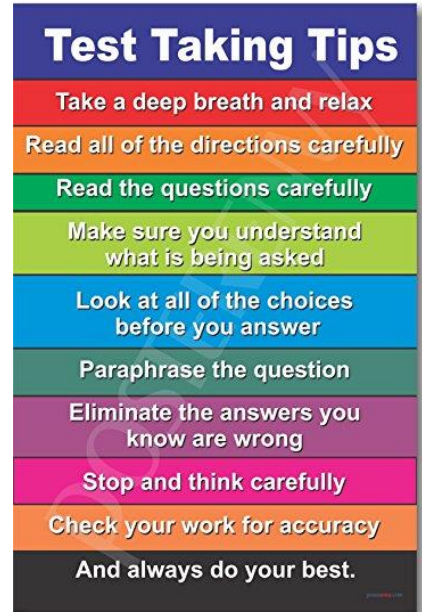 Test Taking Tips
Take a deep breath and relax
Read all of the directions carefully
Read the questions carefully
Make sure you understand
what is being asked
Look at all of the choices
before you answer
Paraphrase the question
Eliminate the answers you
know are wrong
Stop and think carefully
Check your work for accuracy
And always do your best.
POSTERENVY